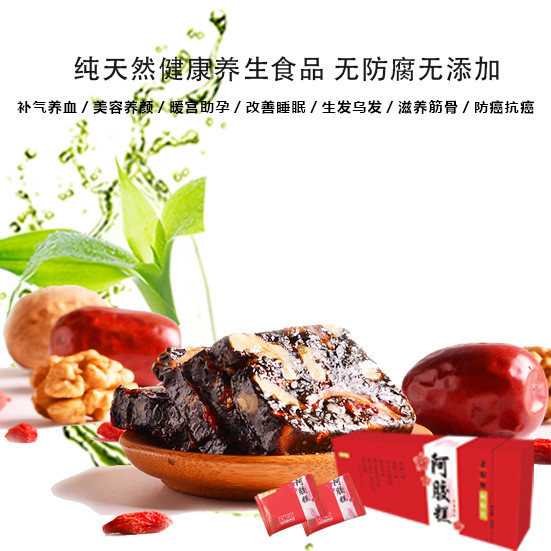 纯天然健康养生食品 无防腐无添加
补气养血 / 美容养颜 / 暖宫助孕 / 改善睡眠 / 生发乌发 / 滋养筋骨 / 防癌抗癌
阿胶糕
阿胶糕
阿胶糕